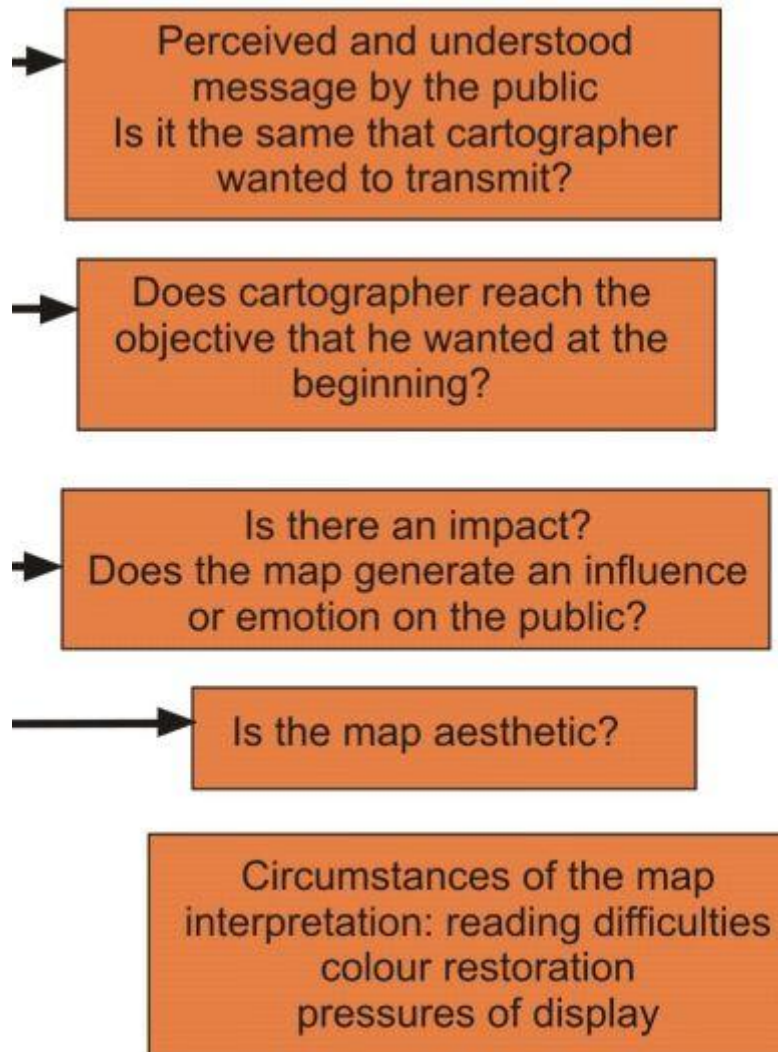 Perceived and understood
message by the public
Is it the same that cartographer
wanted to transmit?
Does cartographer reach the
objective that he wanted at the
beginning?
Is there an impact?
Does the map generate an influence
or emotion on the public?
Is the map aesthetic?
Circumstances of the map
interpretation: reading difficulties
colour restoration
pressures of display